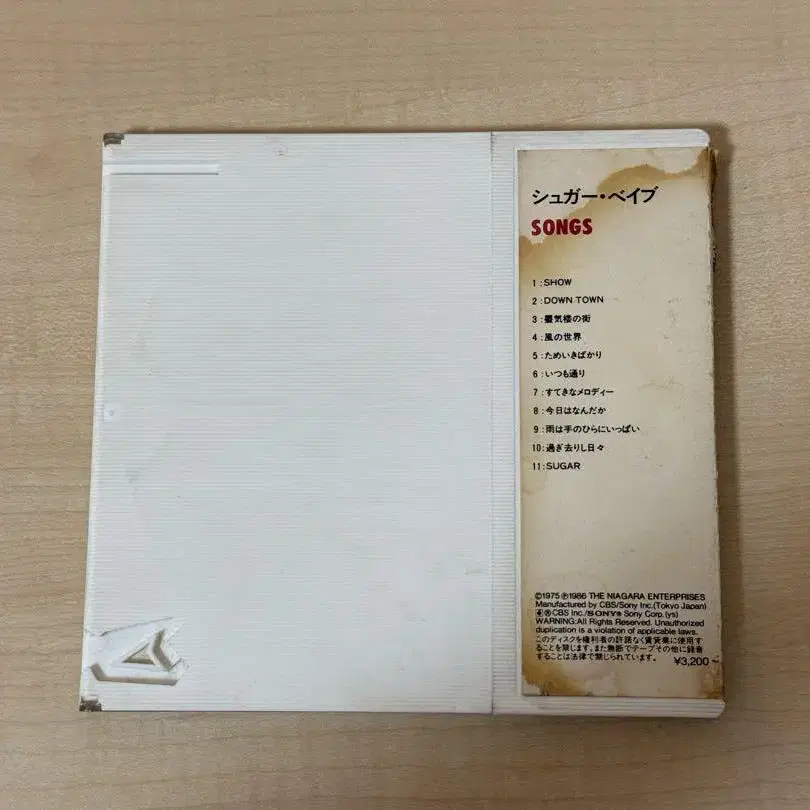 シュガー・ベイブ
SONGS
1:SHOW
2:DOWN TOWN
3:蜃気楼の街
4:風の世界
5:ためいきばかり
6:いつも通り
7:すてきなメロディー
8:今日はなんだか
9:雨は手のひらにいっぱい
10:過ぎ去りし日々
11:SUGAR
©1975 ℗1986 THE NIAGARA ENTERPRISES
Manufactured by CBS/Sony Inc.(Tokyo Japan)
CBS Inc./SONY® Sony Corp.(ys)
WARNING:All Rights Reserved. Unauthorized
duplication is a violation of applicable laws.
このディスクを権利者の許諾なく賃貸業に使用す
ることを禁じます。また無断でテープその他に録音
することは法律で禁じられています。
¥3,200